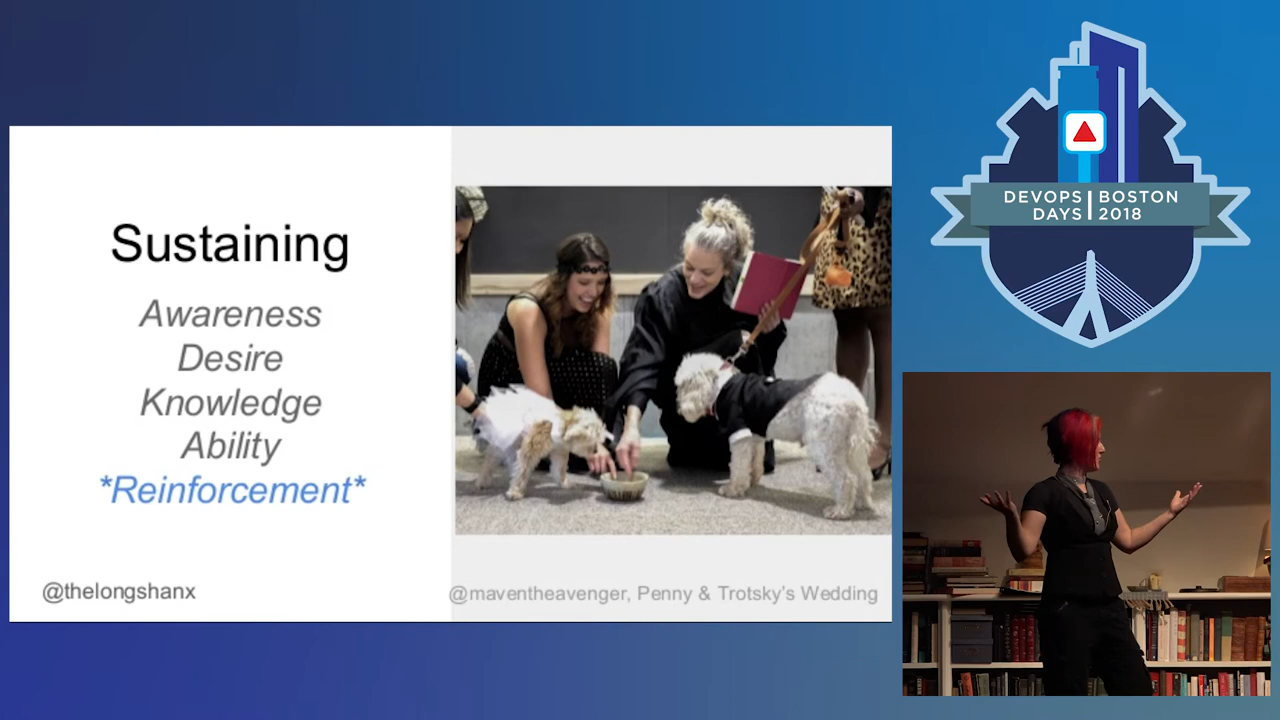 Sustaining
Awareness
Desire
Knowledge
Ability
*Reinforcement*
@thelongshanx
@maventheavenger, Penny & Trotsky's Wedding
DEVOPS | BOSTON
DAYS | 2018